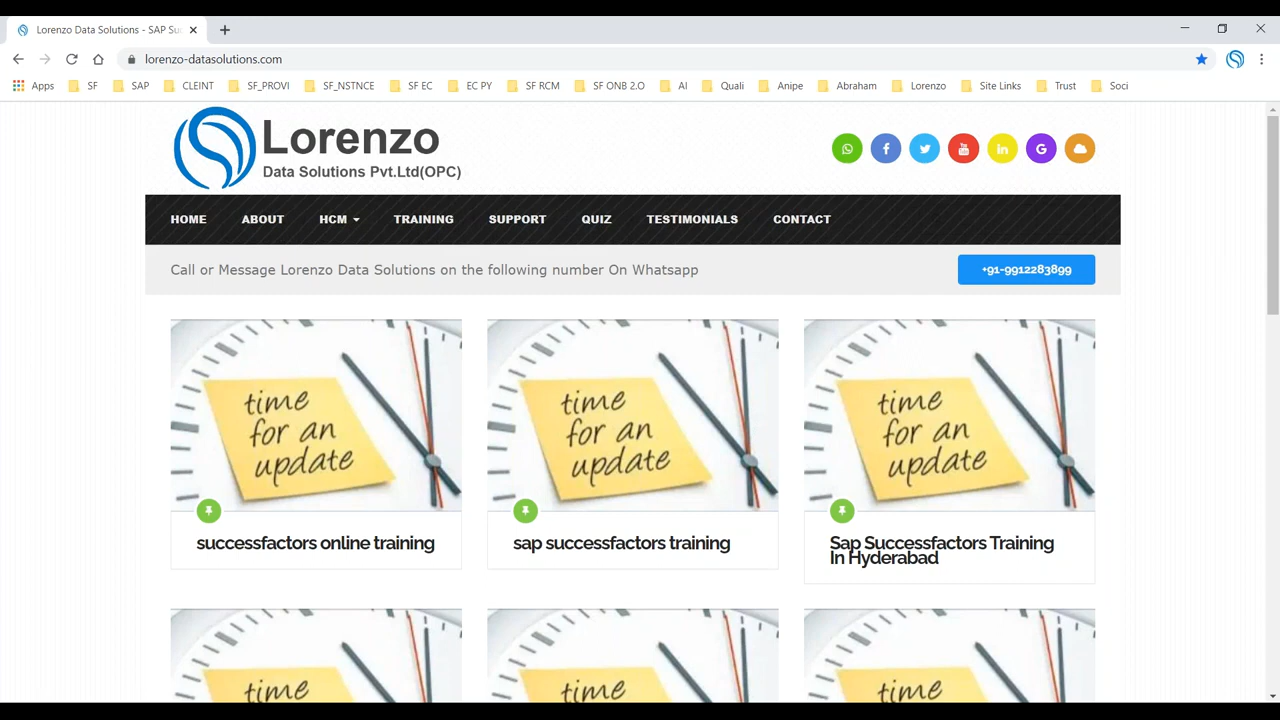 Lorenzo Data Solutions - SAP Su
lorenzo-datasolutions.com
Apps SF SAP CLEINT SF_PROVI SF_NSTNCE SF EC EC PY SF RCM SF ONB 2.O AI Quali Anipe Abraham Lorenzo Site Links Trust Soci
Lorenzo
Data Solutions Pvt.Ltd(OPC)
HOME ABOUT HCM TRAINING SUPPORT QUIZ TESTIMONIALS CONTACT
Call or Message Lorenzo Data Solutions on the following number On Whatsapp
+91-9912283899
time
for an
update
time
for an
update
time
for an
update
successfactors online training
sap successfactors training
Sap Successfactors Training
In Hyderabad
time
time
time